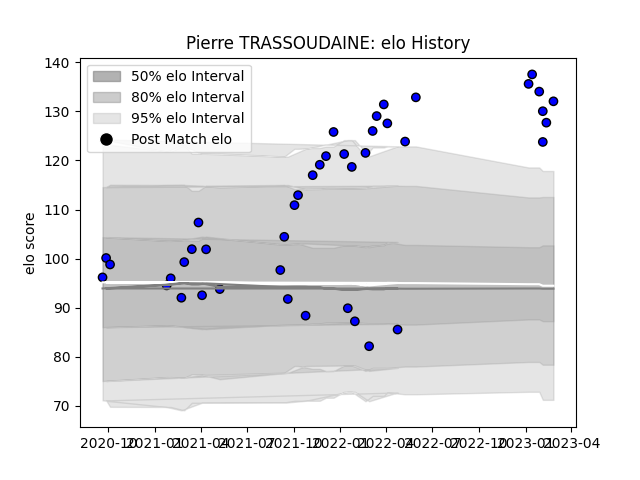 Pierre TRASSOUDAINE: elo History
50% elo Interval
80% elo Interval
95% elo Interval
Post Match elo
elo score
140
130
120
110
100
90
80
70
2020-10 2021-01 2021-04 2021-07 2021-10 2022-01 2022-04 2022-07 2022-10 2023-01 2023-04